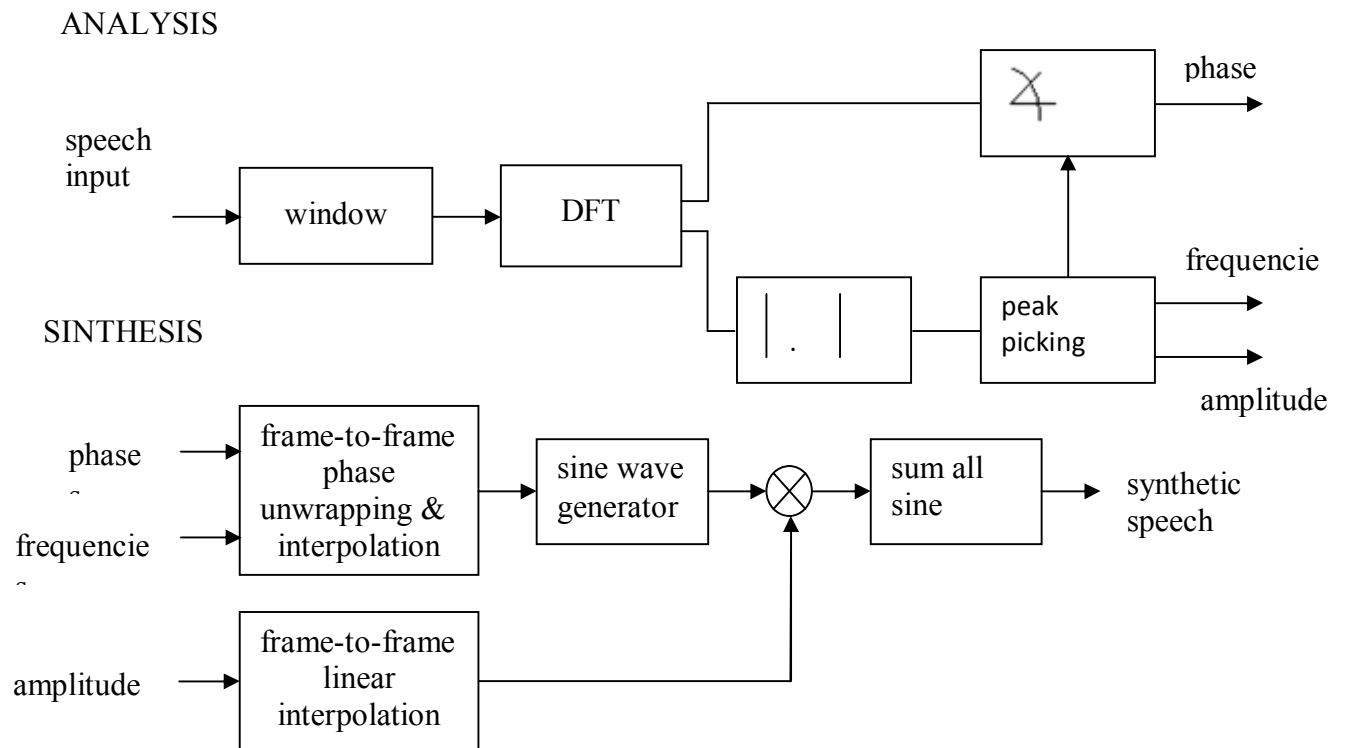 ANALYSIS
phase
speech
input
window
DFT
frequencie
| . |
peak
picking
amplitude
SINTHESIS
phase
frequencie
frame-to-frame
phase
unwrapping &
interpolation
sine wave
generator
sum all
sine
synthetic
speech
amplitude
frame-to-frame
linear
interpolation